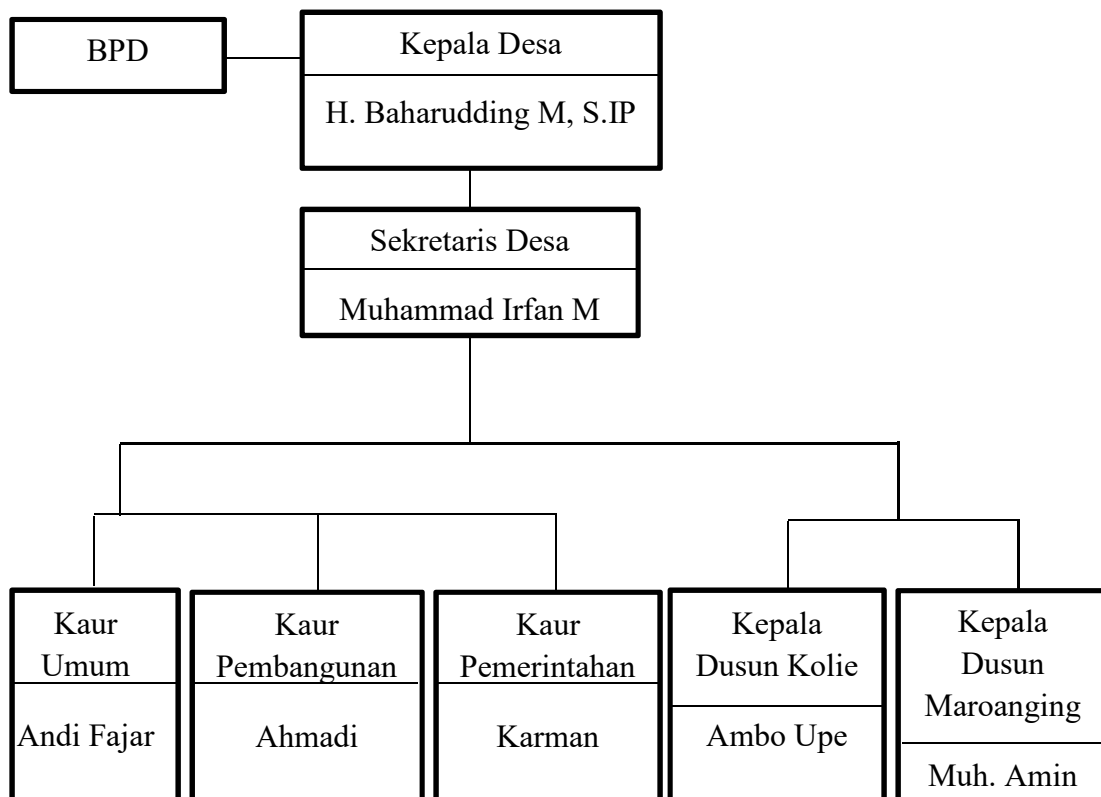 BPD
Kepala Desa
H. Baharudding M, S.IP
Sekretaris Desa
Muhammad Irfan M
Kaur
Umum
Andi Fajar
Kaur
Pembangunan
Ahmadi
Kaur
Pemerintahan
Karman
Kepala
Dusun Kolie
Ambo Upe
Kepala
Dusun
Maroanging
Muh. Amin